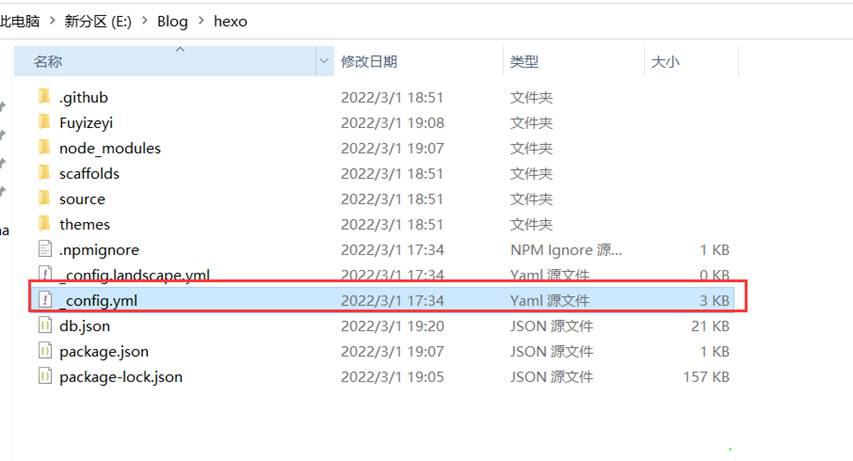 此电脑 > 新分区 (E:) > Blog > hexo
名称 修改日期 类型 大小
.github 2022/3/1 18:51 文件夹
Fuyizeyi 2022/3/1 19:08 文件夹
node_modules 2022/3/1 19:07 文件夹
scaffolds 2022/3/1 18:51 文件夹
source 2022/3/1 18:51 文件夹
themes 2022/3/1 18:51 文件夹
.npmignore 2022/3/1 17:34 NPM Ignore 源... 1 KB
_config.landscape.yml 2022/3/1 17:34 Yaml 源文件 0 KB
_config.yml 2022/3/1 17:34 Yaml 源文件 3 KB
db.json 2022/3/1 19:20 JSON 源文件 21 KB
package.json 2022/3/1 19:07 JSON 源文件 1 KB
package-lock.json 2022/3/1 19:05 JSON 源文件 157 KB